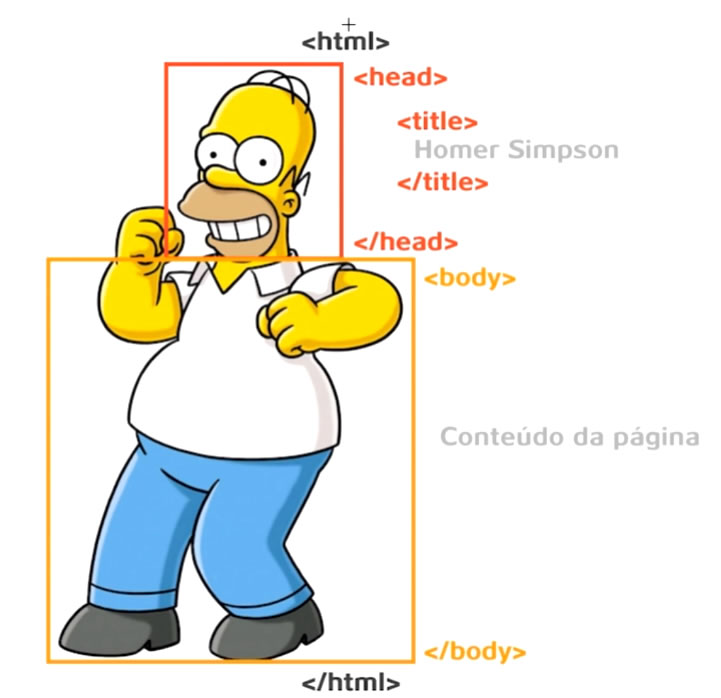 <html>
<head>
<title>
Homer Simpson
</title>
</head>
<body>
Conteúdo da página
</body>
</html>